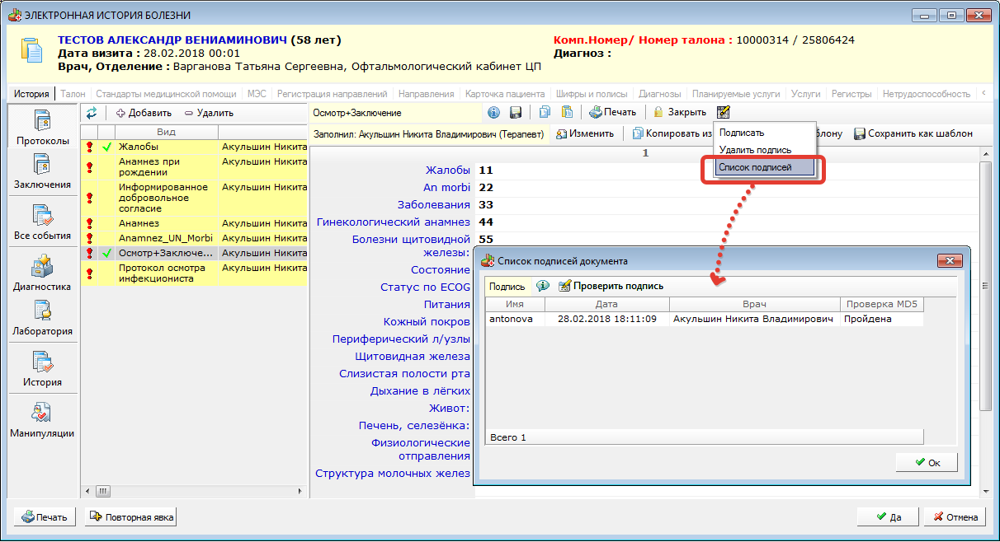 ЭЛЕКТРОННАЯ ИСТОРИЯ БОЛЕЗНИ
ТЕСТОВ АЛЕКСАНДР ВЕНИАМИНОВИЧ (58 лет)
Дата визита : 28.02.2018 00:01
Врач, Отделение : Варганова Татьяна Сергеевна, Офтальмологический кабинет ЦП
Комп.Номер/ Номер талона : 10000314 / 25806424
Диагноз :
История Талон Стандарты медицинской помощи МЭС Регистрация направлений Направления Карточка пациента Шифры и полисы Диагнозы Планируемые услуги Услуги Регистры Нетрудоспособность
Протоколы
Заключения
Все события
Диагностика
Лаборатория
История
Манипуляции
Добавить Удалить
Вид
Жалобы Акульшин Никита
Анамнез при рождении Акульшин Никита
Информированное добровольное согласие Акульшин Никита
Анамнез Акульшин Никита
Anamnez_UN_Morbi Акульшин Никита
Осмотр+Заключе... Акульшин Никита
Протокол осмотра инфекциониста Акульшин Никита
Осмотр+Заключение Печать Закрыть
Заполнил: Акульшин Никита Владимирович (Терапевт) Изменить Копировать из блону Сохранить как шаблон
Подписать
Удалить подпись
Список подписей
1
Жалобы 11
An morbi 22
Заболевания 33
Гинекологический анамнез 44
Болезни щитовидной железы: 55
Состояние
Статус по ECOG
Питания
Кожный покров
Периферический л/узлы
Щитовидная железа
Слизистая полости рта
Дыхание в лёгких
Живот:
Печень, селезёнка:
Физиологические отправления
Структура молочных желез
Список подписей документа
Подпись Проверить подпись
Имя Дата Врач Проверка MD5
antonova 28.02.2018 18:11:09 Акульшин Никита Владимирович Пройдена
Всего 1
Ок
Печать Повторная явка Да Отмена